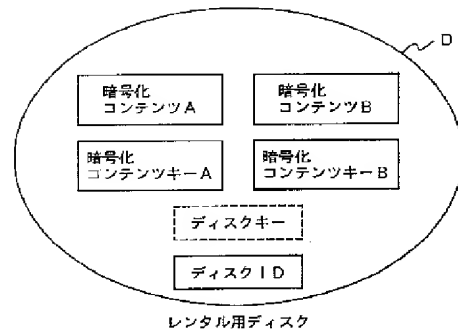 D
暗号化
コンテンツA
暗号化
コンテンツB
暗号化
コンテンツキーA
暗号化
コンテンツキーB
ディスクキー
ディスクID
レンタル用ディスク